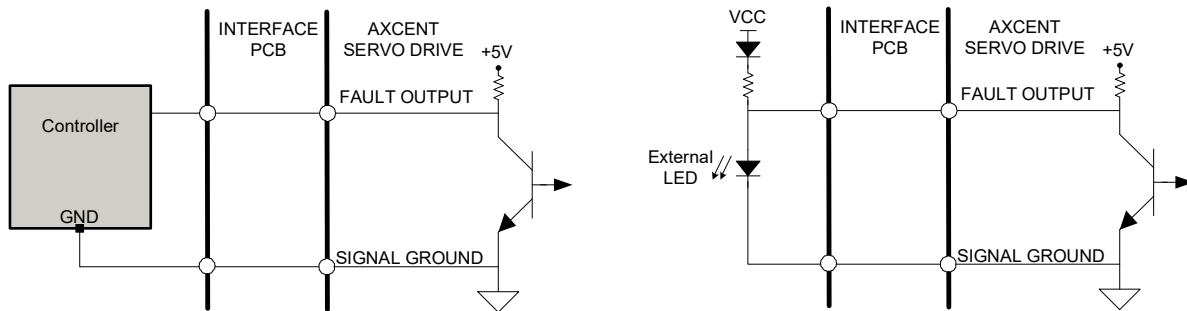 INTERFACE
PCB
AXCENT
SERVO DRIVE
+5V
FAULT OUTPUT
Controller
GND
SIGNAL GROUND
VCC
INTERFACE
PCB
AXCENT
SERVO DRIVE
+5V
FAULT OUTPUT
External
LED
SIGNAL GROUND